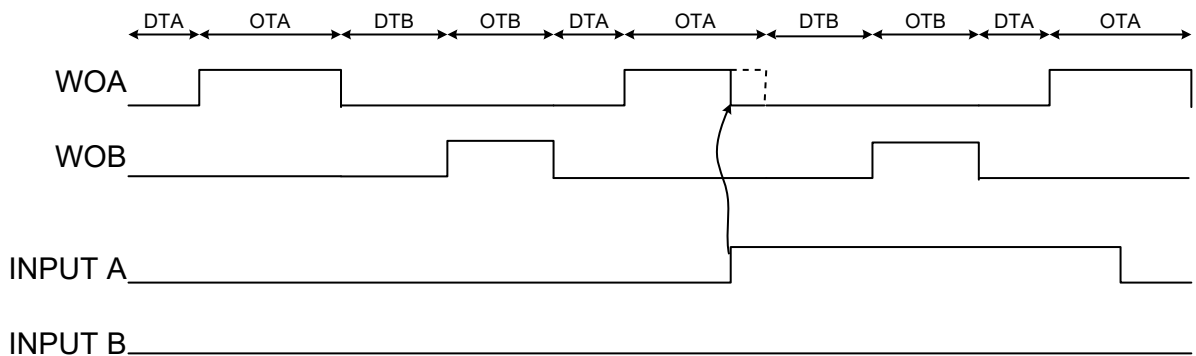 DTA OTA DTB OTB DTA OTA DTB OTB DTA OTA
WOA
WOB
INPUT A
INPUT B